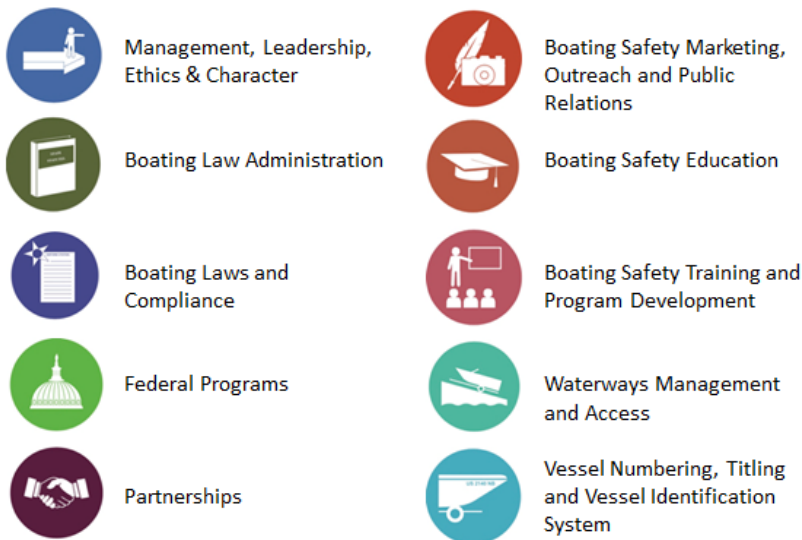 Management, Leadership,
Ethics & Character
Boating Law Administration
Boating Laws and
Compliance
Federal Programs
Partnerships
Boating Safety Marketing,
Outreach and Public
Relations
Boating Safety Education
Boating Safety Training and
Program Development
Waterways Management
and Access
Vessel Numbering, Titling
and Vessel Identification
System